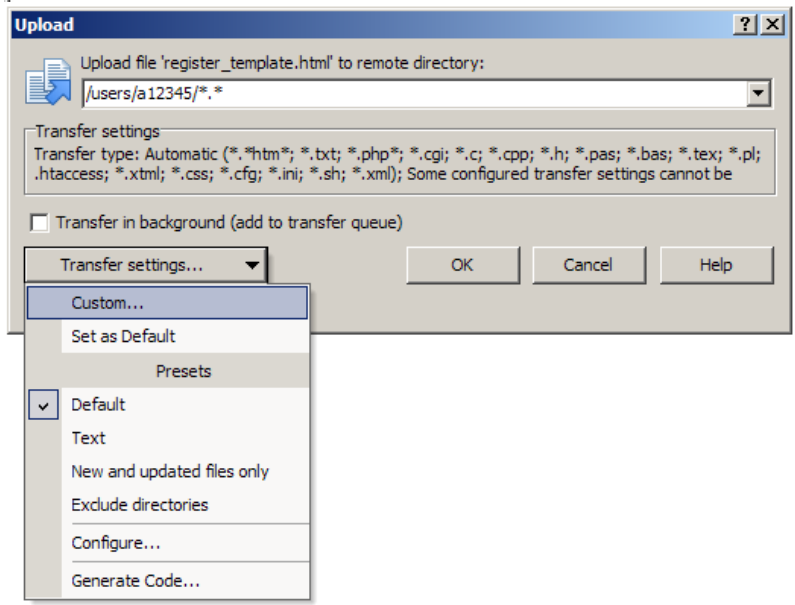 Upload
Upload file 'register_template.html' to remote directory:
/users/a12345/*.*
Transfer settings
Transfer type: Automatic (*.*htm*; *.txt; *.php*; *.cgi; *.c; *.cpp; *.h; *.pas; *.bas; *.tex; *.pl;
.htaccess; *.xtml; *.css; *.cfg; *.ini; *.sh; *.xml); Some configured transfer settings cannot be
Transfer in background (add to transfer queue)
Transfer settings... OK Cancel Help
Custom...
Set as Default
Presets
Default
Text
New and updated files only
Exclude directories
Configure...
Generate Code...